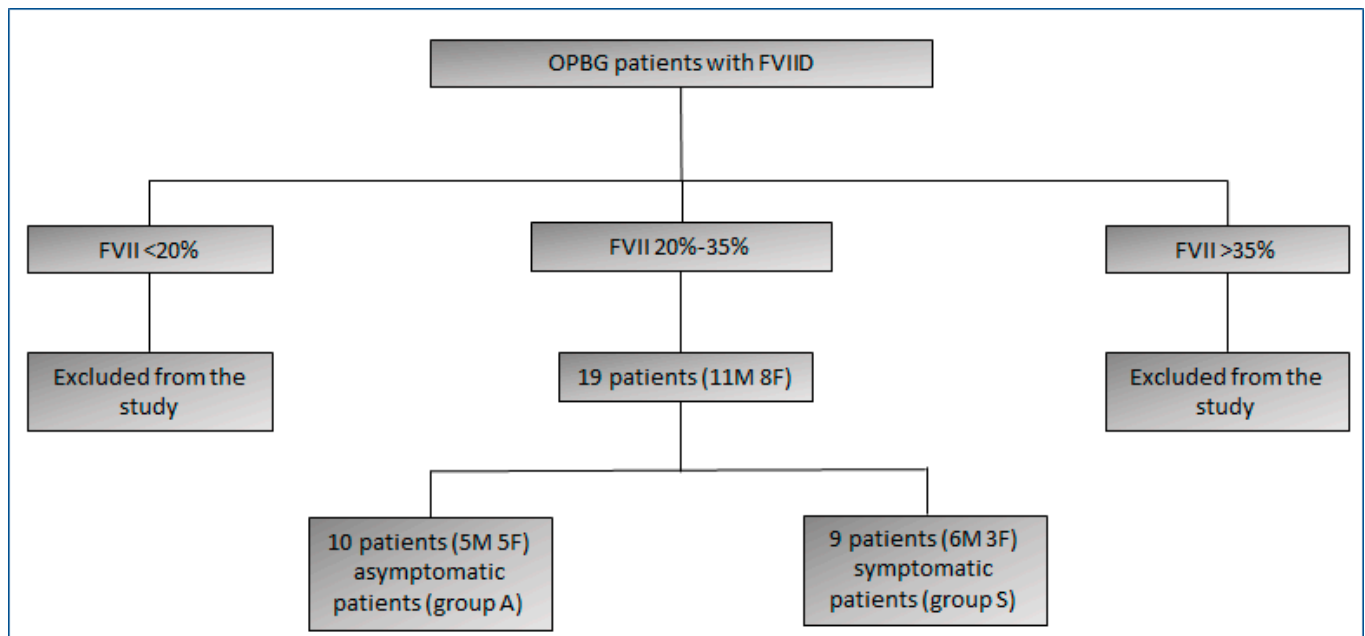 OPBG patients with FVIID
FVII <20%
FVII 20%-35%
FVII >35%
Excluded from the
study
19 patients (11M 8F)
Excluded from the
study
10 patients (5M 5F)
asymptomatic
patients (group A)
9 patients (6M 3F)
symptomatic
patients (group S)